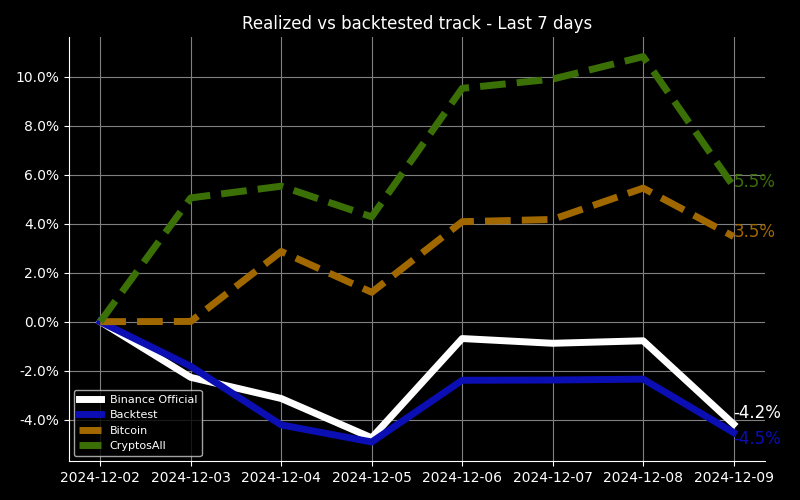 Realized vs backtested track - Last 7 days
10.0%
8.0%
6.0%
4.0%
2.0%
0.0%
-2.0%
-4.0%
5.5%
3.5%
-4.2%
-4.5%
Binance Official
Backtest
Bitcoin
CryptosAll
2024-12-02 2024-12-03 2024-12-04 2024-12-05 2024-12-06 2024-12-07 2024-12-08 2024-12-09